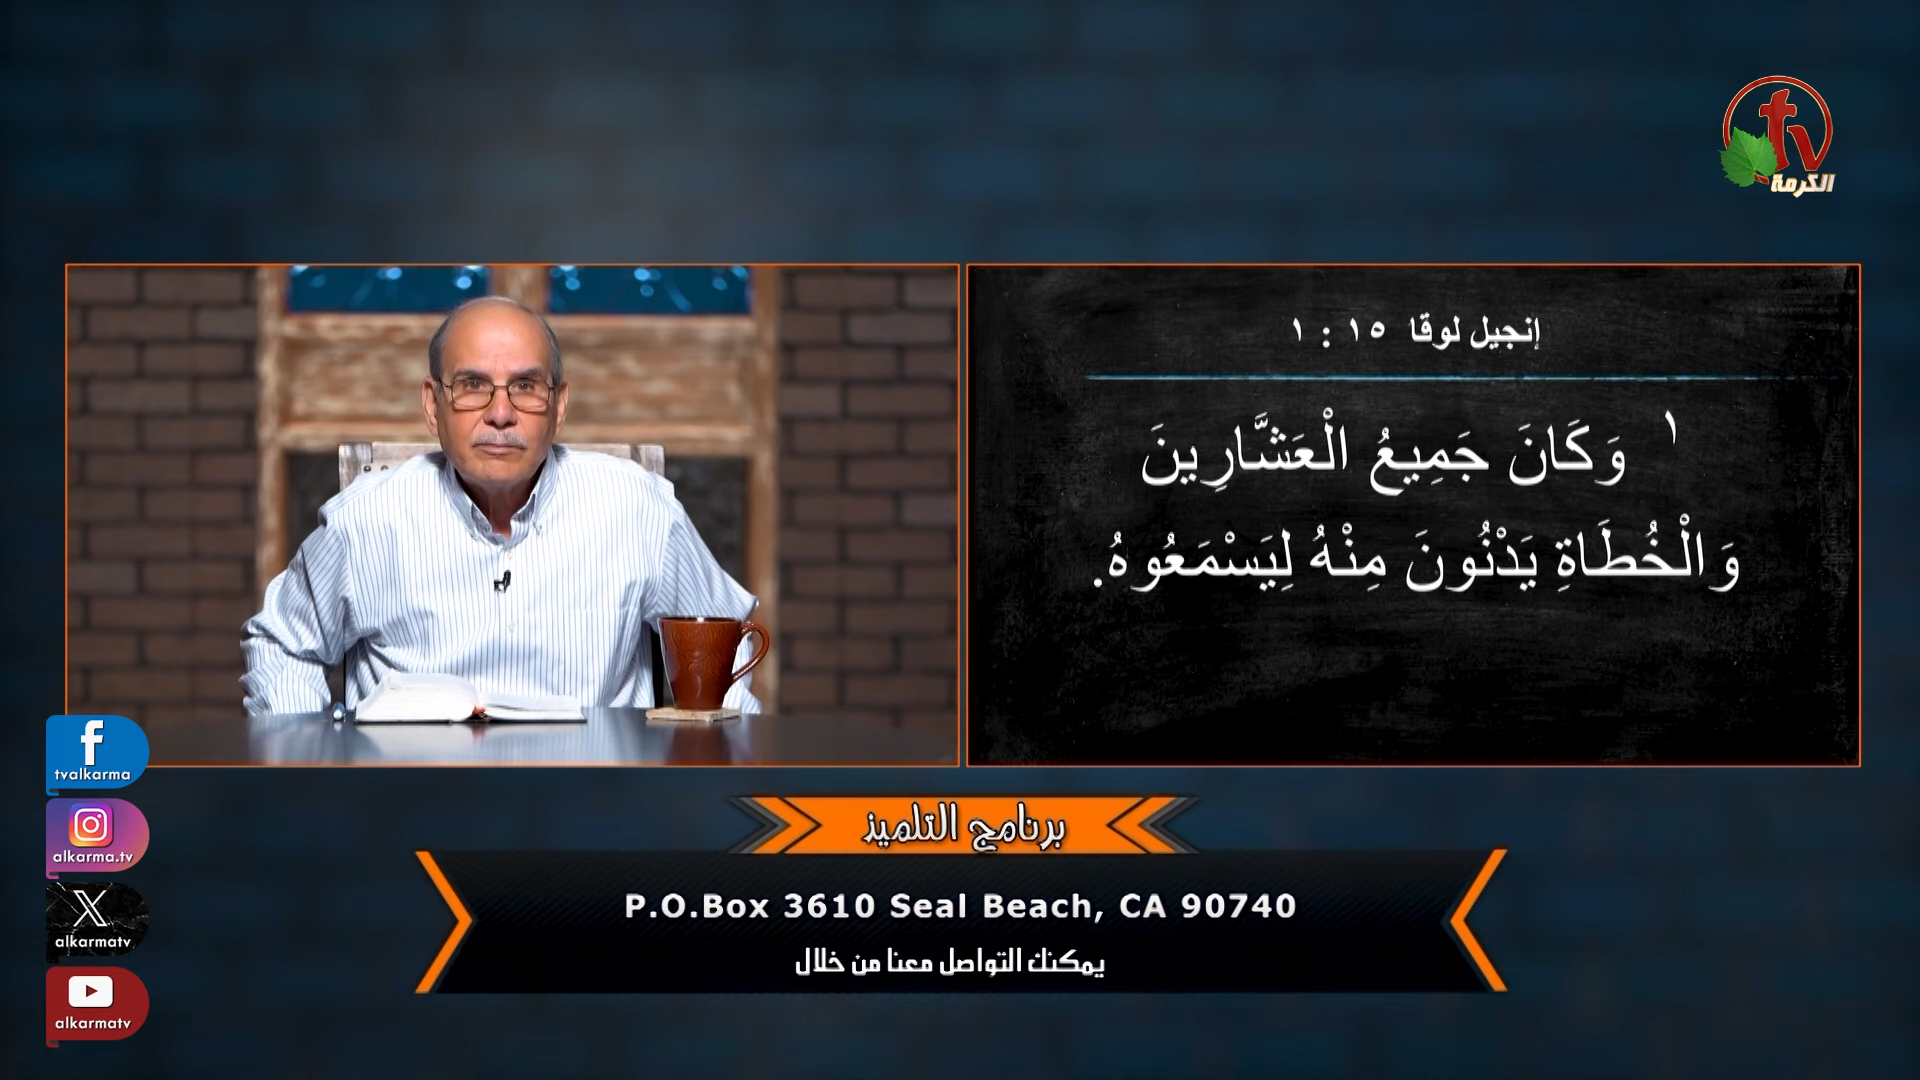 tv
الكرمة
إنجيل لوقا ١٥ : ١
١ وَكَانَ جَمِيعُ الْعَشَّارِينَ
وَالْخُطَاةِ يَدْنُونَ مِنْهُ لِيَسْمَعُوهُ.
f
tvalkarma
alkarma.tv
X
alkarmatv
alkarmatv
برنامج التلميذ
P.O.Box 3610 Seal Beach, CA 90740
يمكنك التواصل معنا من خلال